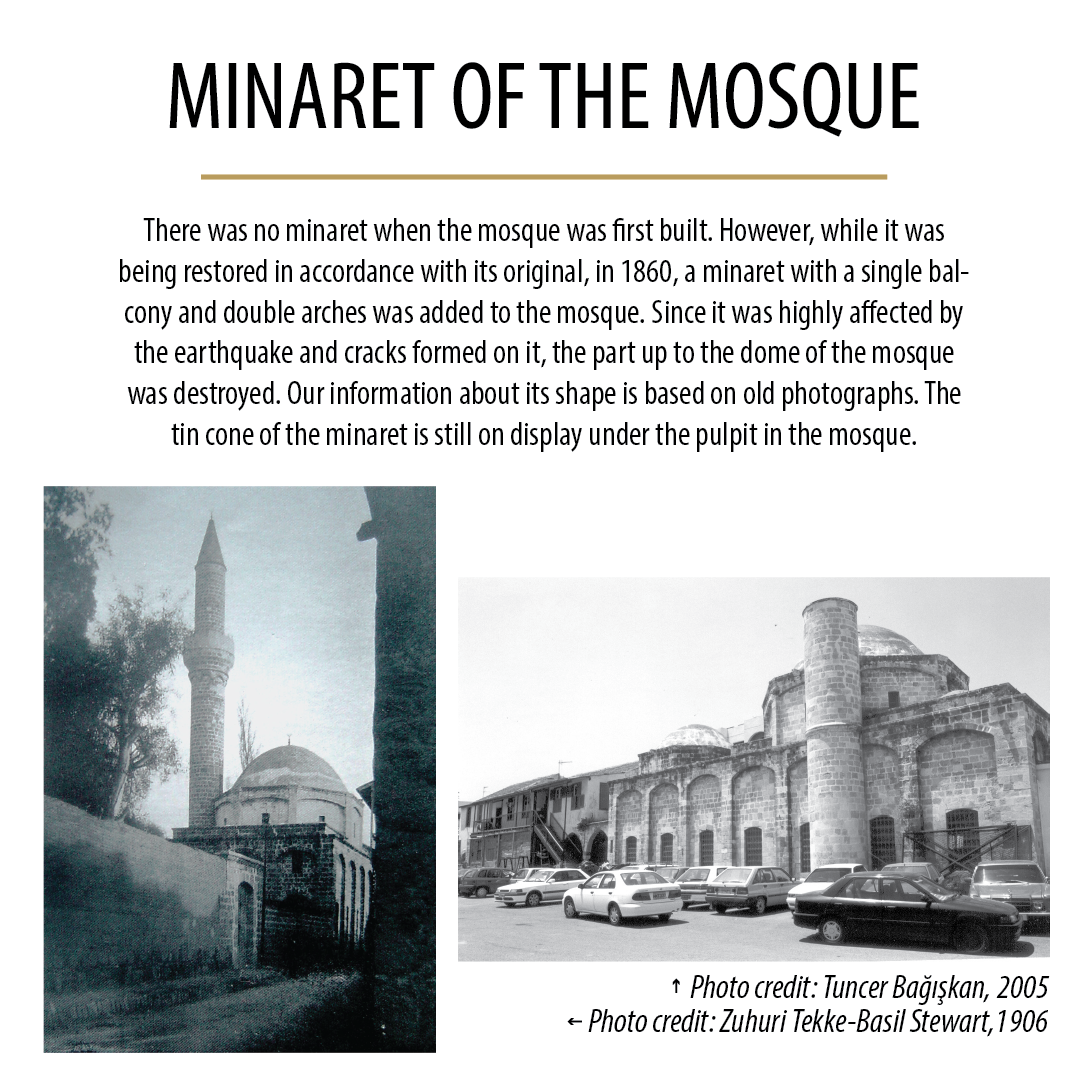 MINARET OF THE MOSQUE
There was no minaret when the mosque was first built. However, while it was
being restored in accordance with its original, in 1860, a minaret with a single bal-
cony and double arches was added to the mosque. Since it was highly affected by
the earthquake and cracks formed on it, the part up to the dome of the mosque
was destroyed. Our information about its shape is based on old photographs. The
tin cone of the minaret is still on display under the pulpit in the mosque.
↑ Photo credit: Tuncer Bağışkan, 2005
← Photo credit: Zuhuri Tekke-Basil Stewart,1906